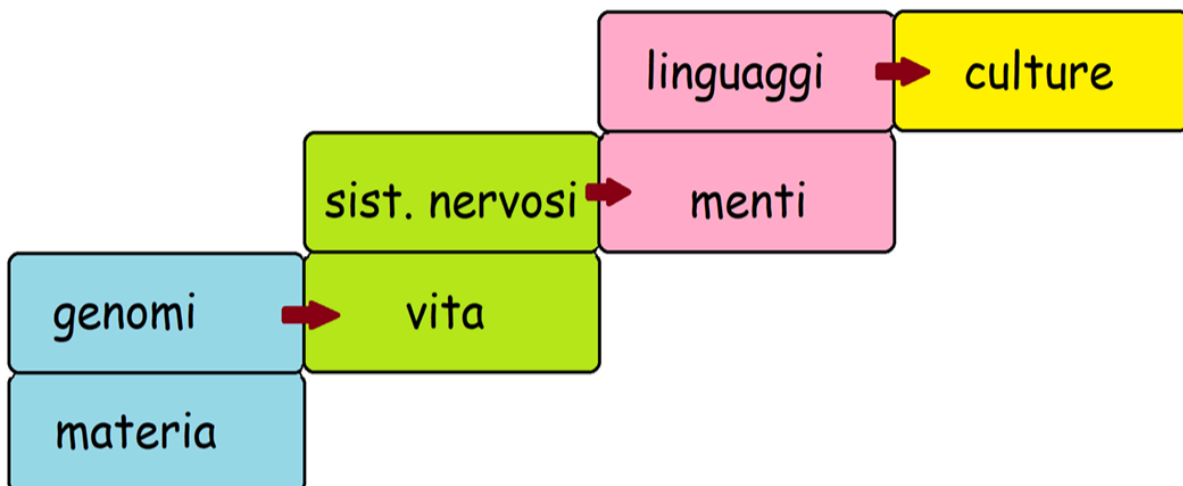 linguaggi culture
sist. nervosi menti
genomi vita
materia